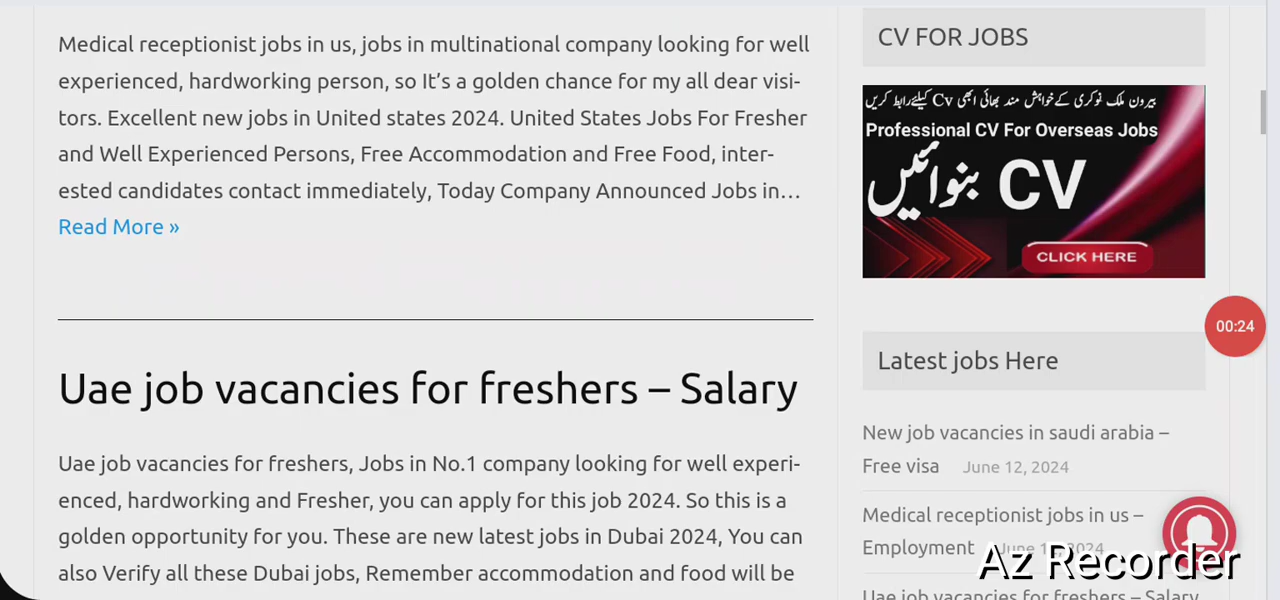 Medical receptionist jobs in us, jobs in multinational company looking for well
experienced, hardworking person, so It's a golden chance for my all dear visi-
tors. Excellent new jobs in United states 2024. United States Jobs For Fresher
and Well Experienced Persons, Free Accommodation and Free Food, inter-
ested candidates contact immediately, Today Company Announced Jobs in…
Read More »
Uae job vacancies for freshers – Salary
Uae job vacancies for freshers, Jobs in No.1 company looking for well experi-
enced, hardworking and Fresher, you can apply for this job 2024. So this is a
golden opportunity for you. These are new latest jobs in Dubai 2024, You can
also Verify all these Dubai jobs, Remember accommodation and food will be
CV FOR JOBS
بیرون ملک نوکری کے خواہش مند بھائی ابھی Cv کیلئے رابطہ کریں
Professional CV For Overseas Jobs
CV بنوائیں
CLICK HERE
00:24
Latest jobs Here
New job vacancies in saudi arabia –
Free visa June 12, 2024
Medical receptionist jobs in us –
Employment June 2024
Az Recorder
Uae job vacancies for freshers – Salary